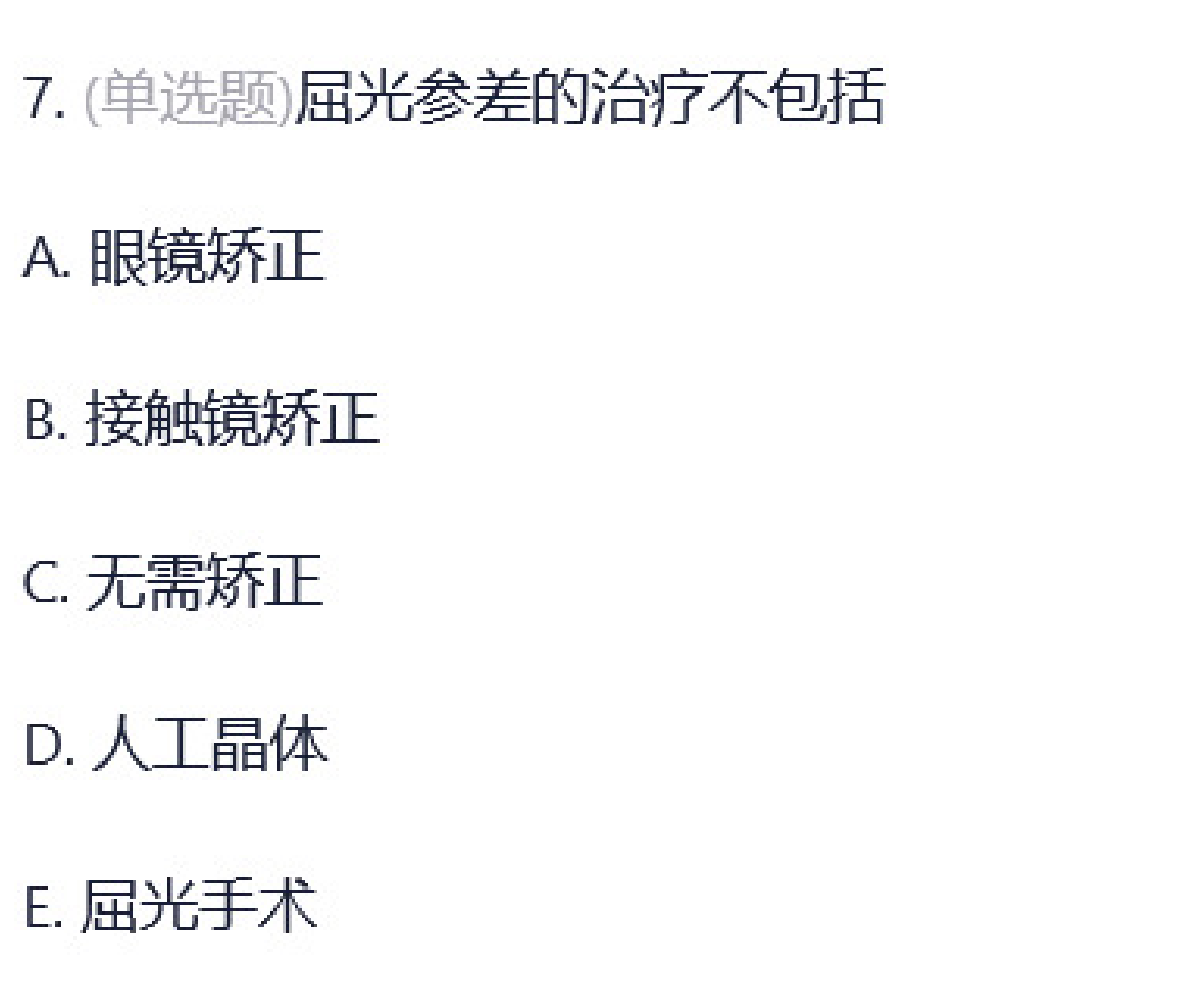 7. (单选题)屈光参差的治疗不包括
A. 眼镜矫正
B. 接触镜矫正
C. 无需矫正
D. 人工晶体
E. 屈光手术